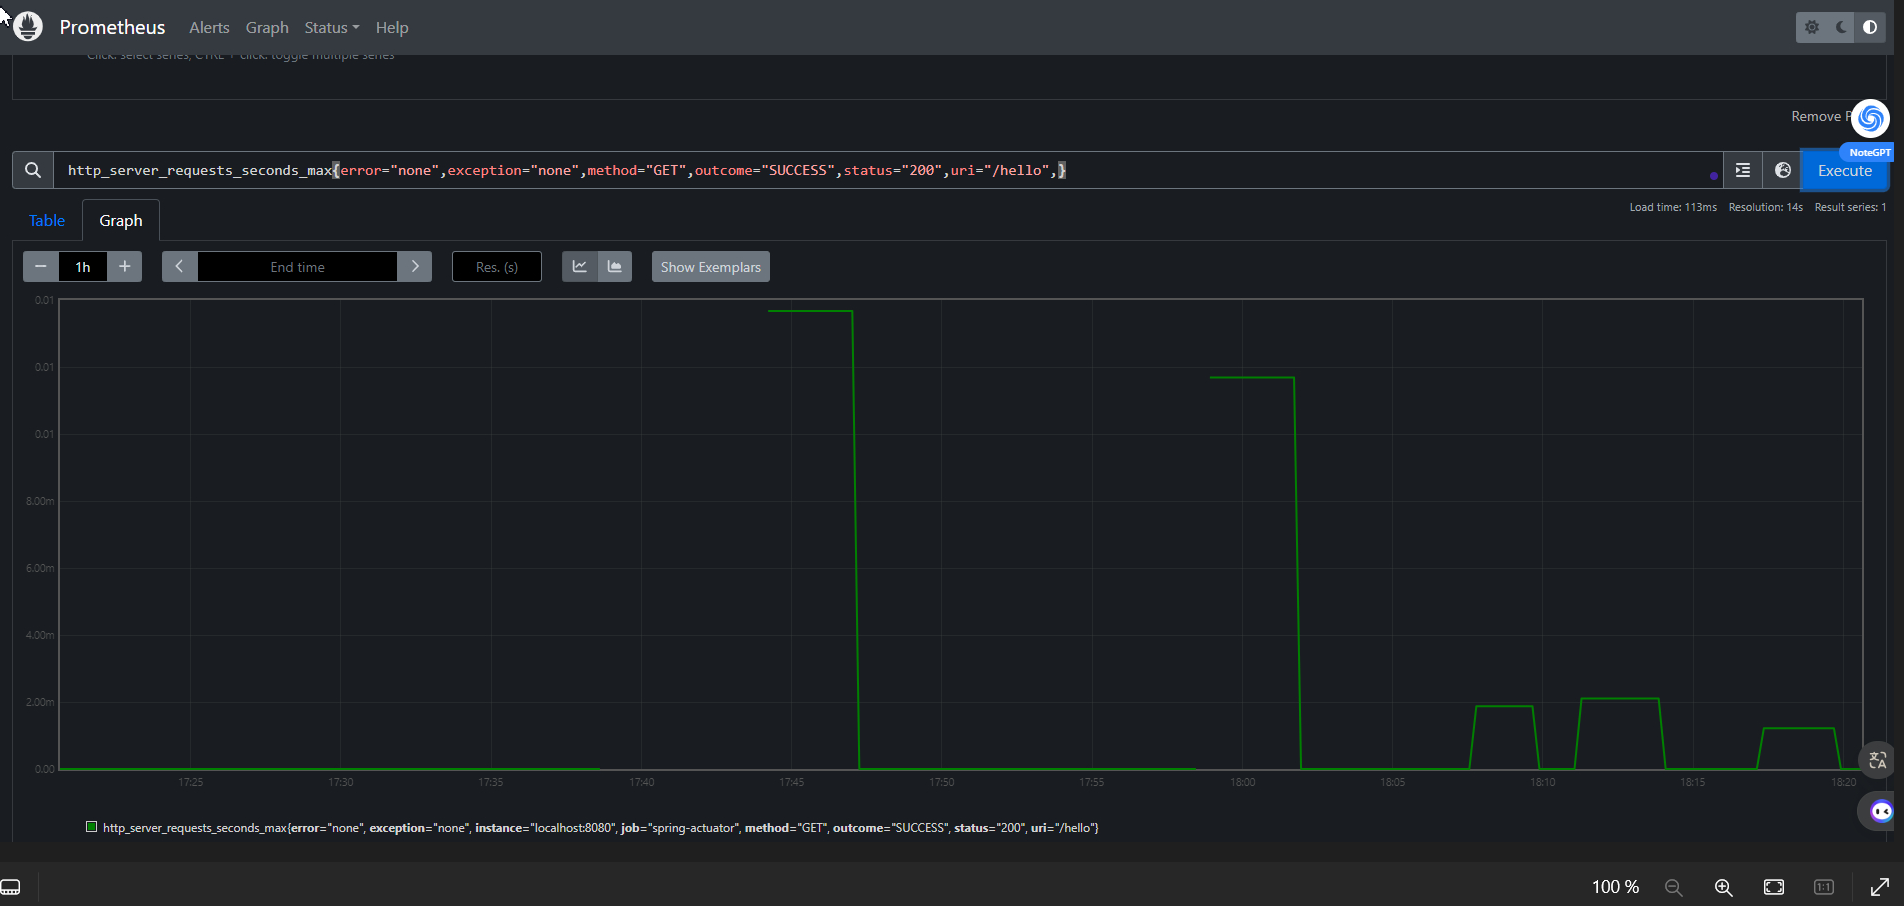 Prometheus Alerts Graph Status Help
Click: select series, CTRL + click: toggle multiple series
Remove P
NoteGPT
http_server_requests_seconds_max{error="none",exception="none",method="GET",outcome="SUCCESS",status="200",uri="/hello",}
Execute
Load time: 113ms Resolution: 14s Result series: 1
Table Graph
1h End time Res. (s) Show Exemplars
0.01
0.01
0.01
8.00m
6.00m
4.00m
2.00m
0.00
17:25 17:30 17:35 17:40 17:45 17:50 17:55 18:00 18:05 18:10 18:15 18:20
http_server_requests_seconds_max{error="none", exception="none", instance="localhost:8080", job="spring-actuator", method="GET", outcome="SUCCESS", status="200", uri="/hello"}
100 % 1:1